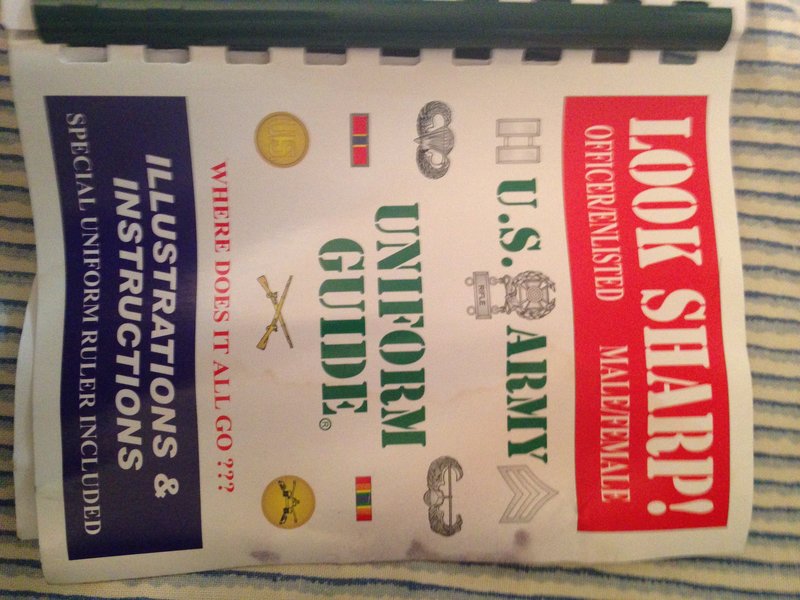 LOOK SHARP!
OFFICER/ENLISTED MALE/FEMALE
U.S. ARMY
RIFLE
UNIFORM
GUIDE®
US
WHERE DOES IT ALL GO ???
ILLUSTRATIONS &
INSTRUCTIONS
SPECIAL UNIFORM RULER INCLUDED